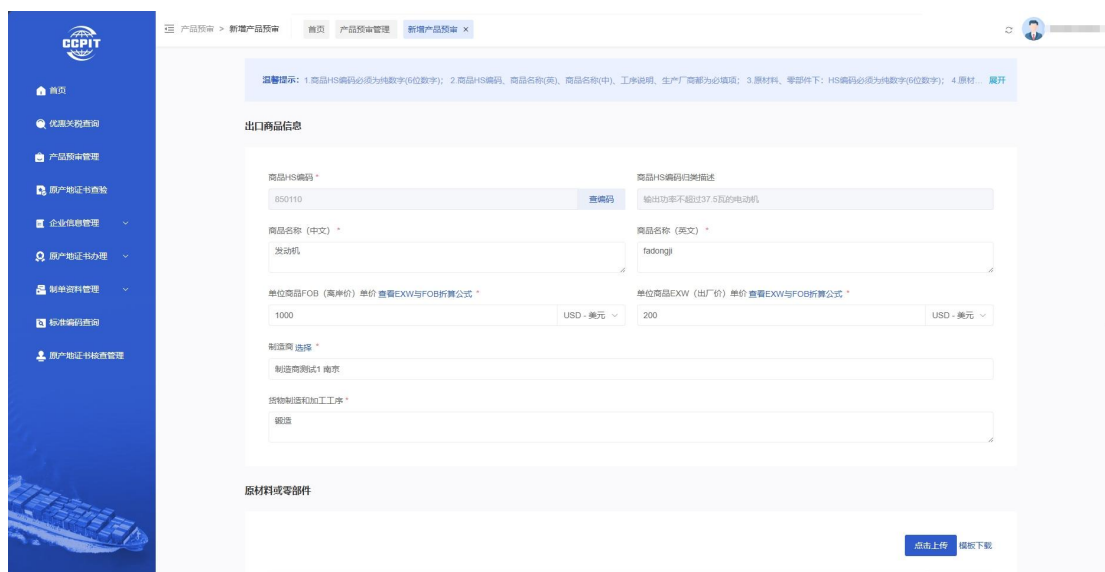 CCPIT
产品预审 > 新增产品预审
首页 产品预审管理 新增产品预审 ×
首页
优惠关税查询
产品预审管理
原产地证书查验
企业信息管理
原产地证书办理
制单资料管理
标准编码查询
原产地证书核查管理
温馨提示：1.商品HS编码必须为纯数字(6位数字)；2.商品HS编码、商品名称(英)、商品名称(中)、工序说明、生产厂商都为必填项；3.原材料、零部件下：HS编码必须为纯数字(6位数字)；4.原材... 展开
出口商品信息
商品HS编码 * 商品HS编码归类描述
850110 查编码 输出功率不超过37.5瓦的电动机
商品名称（中文） * 商品名称（英文） *
发动机 fadongji
单位商品FOB（离岸价）单价 查看EXW与FOB折算公式 * 单位商品EXW（出厂价）单价 查看EXW与FOB折算公式 *
1000 USD - 美元 200 USD - 美元
制造商 选择 *
制造商测试1 南京
货物制造和加工工序 *
锻造
原材料或零部件
点击上传 模板下载